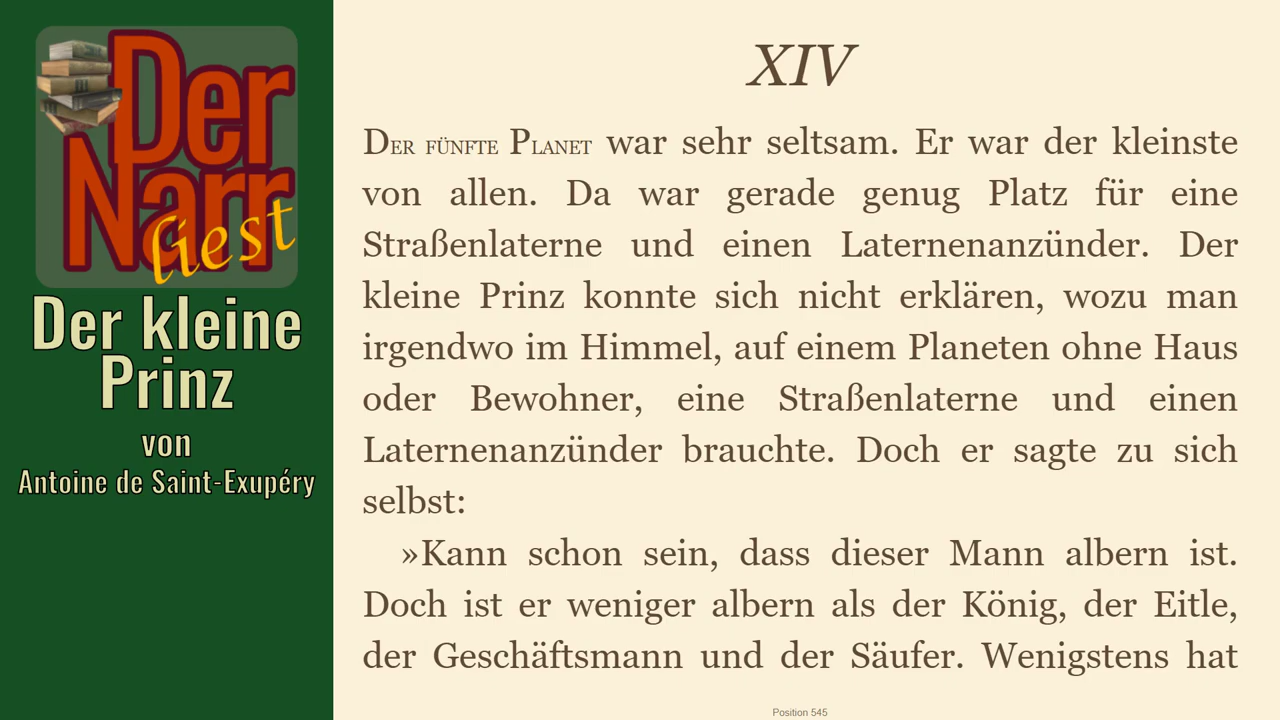 Der
Narr
liest
Der kleine
Prinz
von
Antoine de Saint-Exupéry
XIV
DER FÜNFTE PLANET war sehr seltsam. Er war der kleinste
von allen. Da war gerade genug Platz für eine
Straßenlaterne und einen Laternenanzünder. Der
kleine Prinz konnte sich nicht erklären, wozu man
irgendwo im Himmel, auf einem Planeten ohne Haus
oder Bewohner, eine Straßenlaterne und einen
Laternenanzünder brauchte. Doch er sagte zu sich
selbst:
»Kann schon sein, dass dieser Mann albern ist.
Doch ist er weniger albern als der König, der Eitle,
der Geschäftsmann und der Säufer. Wenigstens hat
Position 545